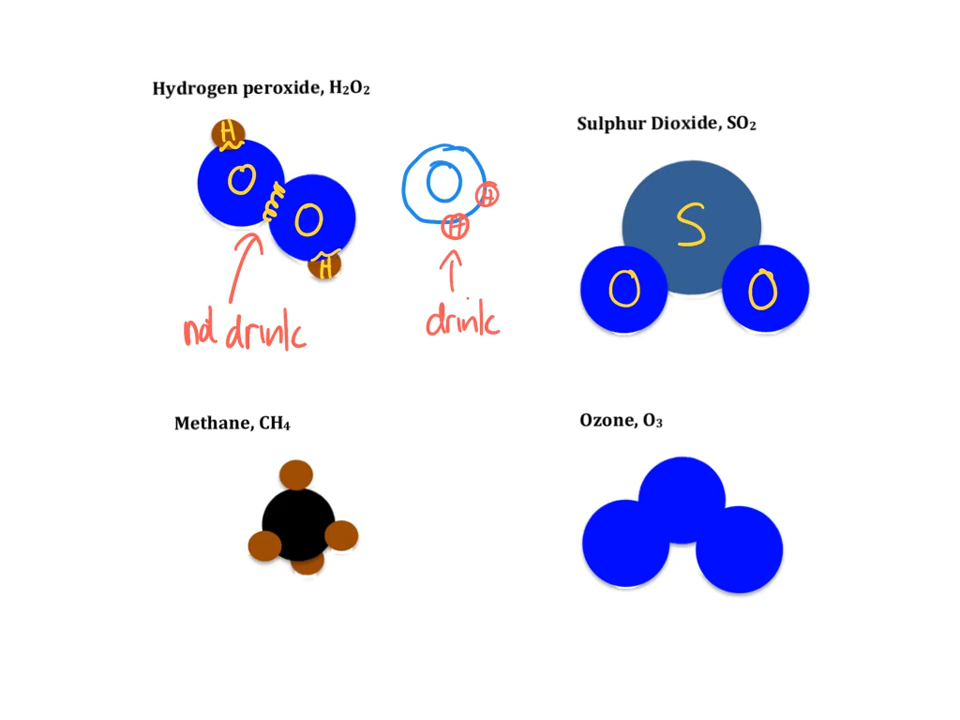 Hydrogen peroxide, H₂O₂
H
O
O
H
not drink
O
H
H
drink
Sulphur Dioxide, SO₂
S
O
O
Methane, CH₄
Ozone, O₃